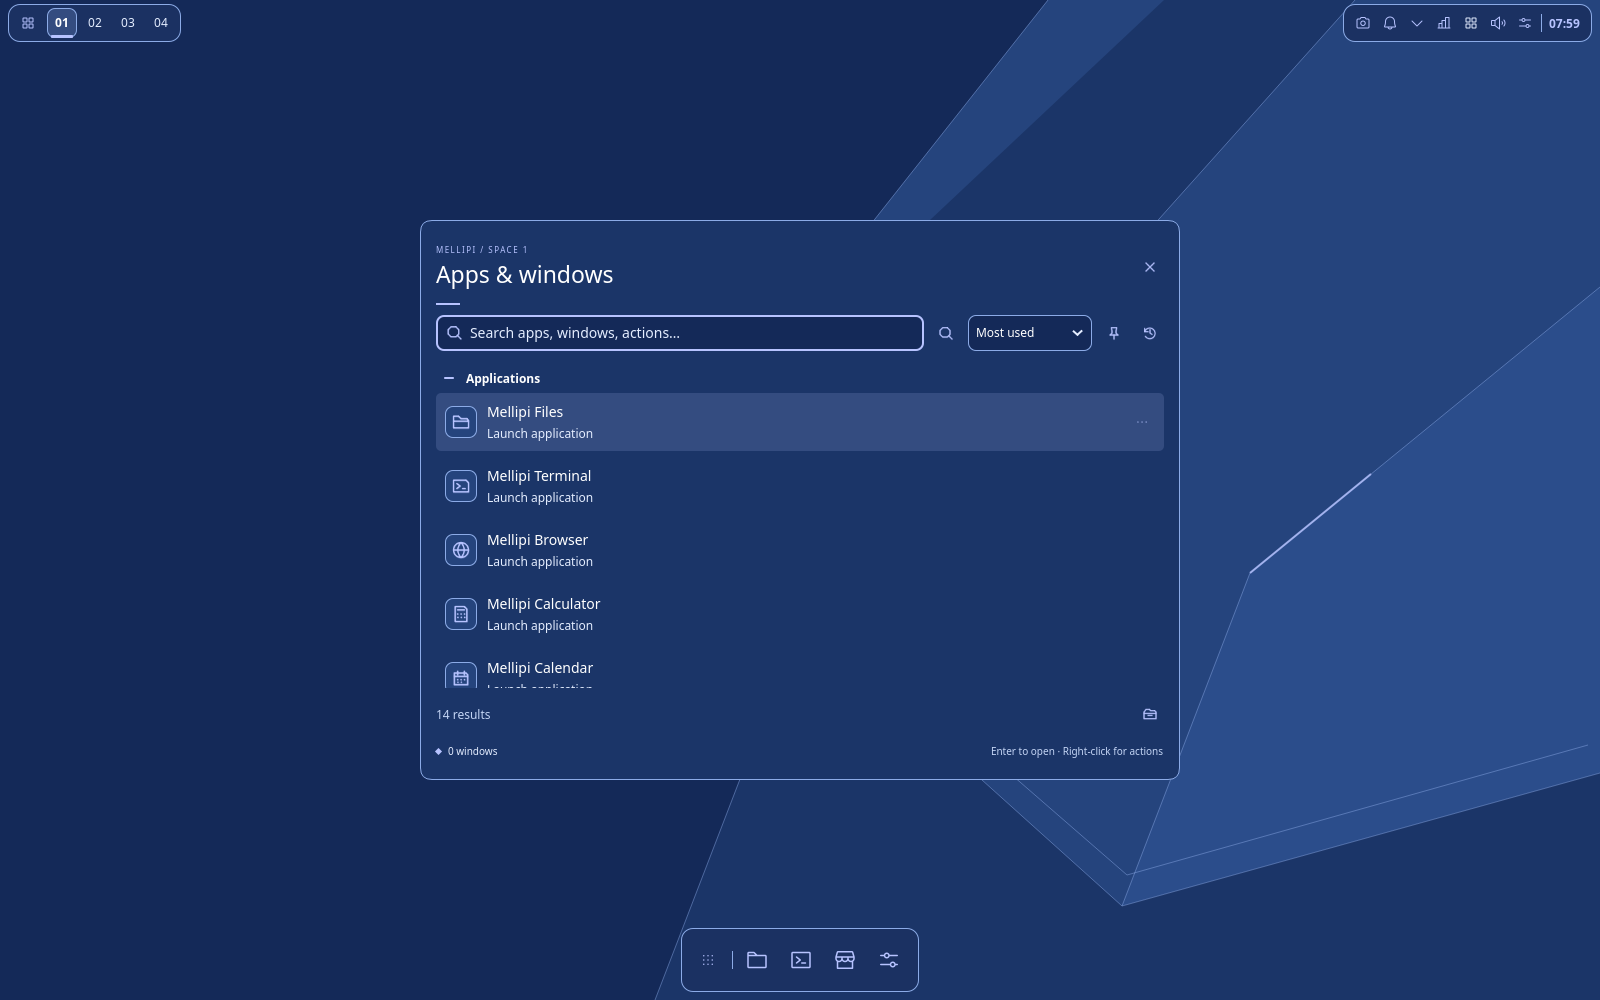 01 02 03 04
07:59
MELLIPI / SPACE 1
Apps & windows
Search apps, windows, actions...
Most used
Applications
Mellipi Files
Launch application
Mellipi Terminal
Launch application
Mellipi Browser
Launch application
Mellipi Calculator
Launch application
Mellipi Calendar
Launch application
14 results
0 windows
Enter to open · Right-click for actions